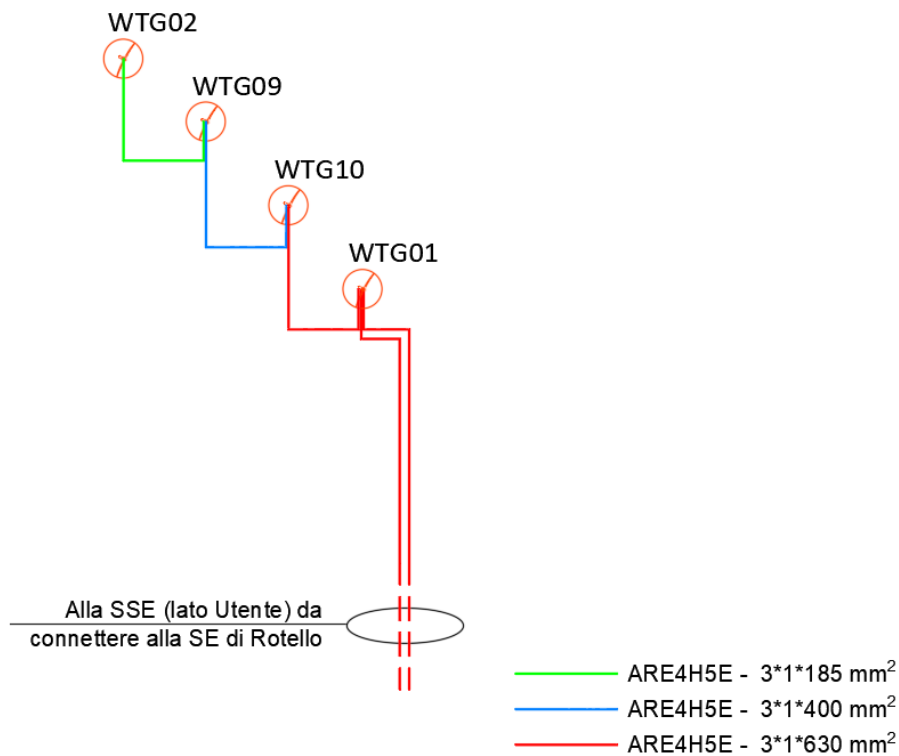 WTG02
WTG09
WTG10
WTG01
Alla SSE (lato Utente) da
connettere alla SE di Rotello
ARE4H5E - 3*1*185 mm²
ARE4H5E - 3*1*400 mm²
ARE4H5E - 3*1*630 mm²